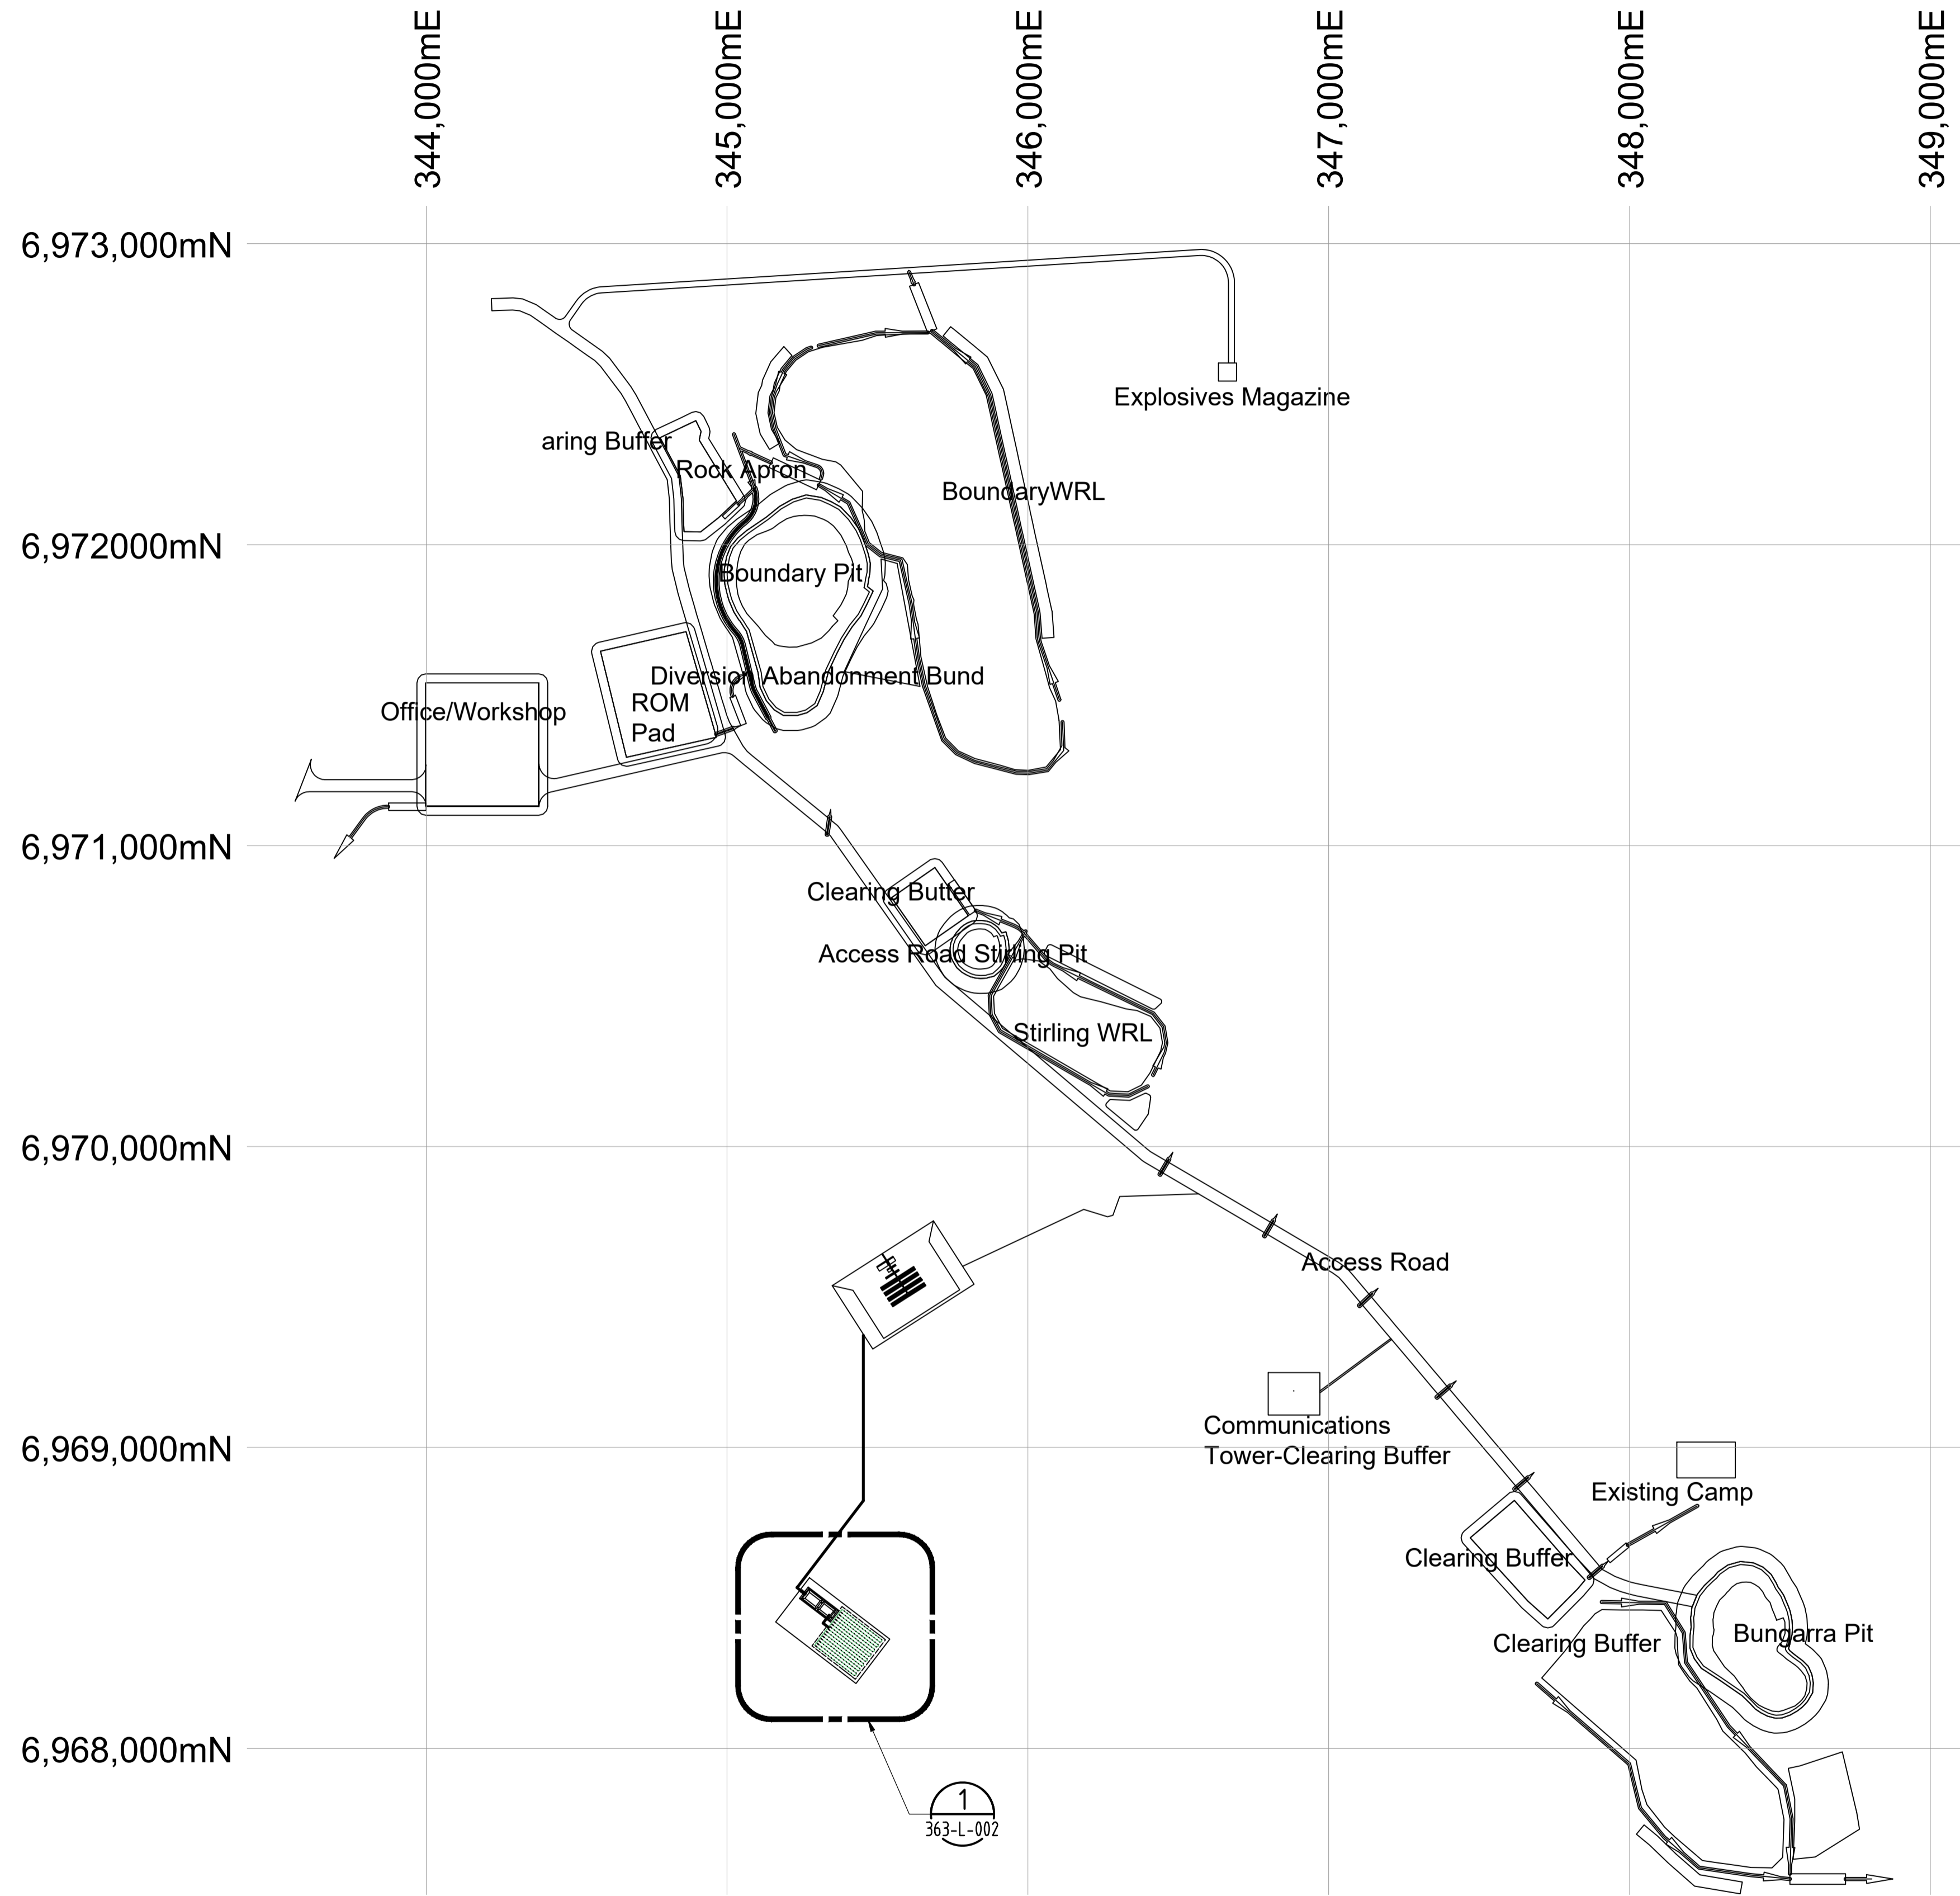 344,000mE
345,000mE
346,000mE
347,000mE
348,000mE
349,000mE
6,973,000mN
Explosives Magazine
aring Buffer
Rock Apron
BoundaryWRL
6,972000mN
Boundary Pit
Diversion Abandonment Bund
ROM
Pad
Office/Workshop
6,971,000mN
Clearing Butter
Access Road Stirling Pit
Stirling WRL
6,970,000mN
Access Road
Communications
Tower-Clearing Buffer
6,969,000mN
Existing Camp
Clearing Buffer
Bungarra Pit
Clearing Buffer
6,968,000mN
1
363-L-002